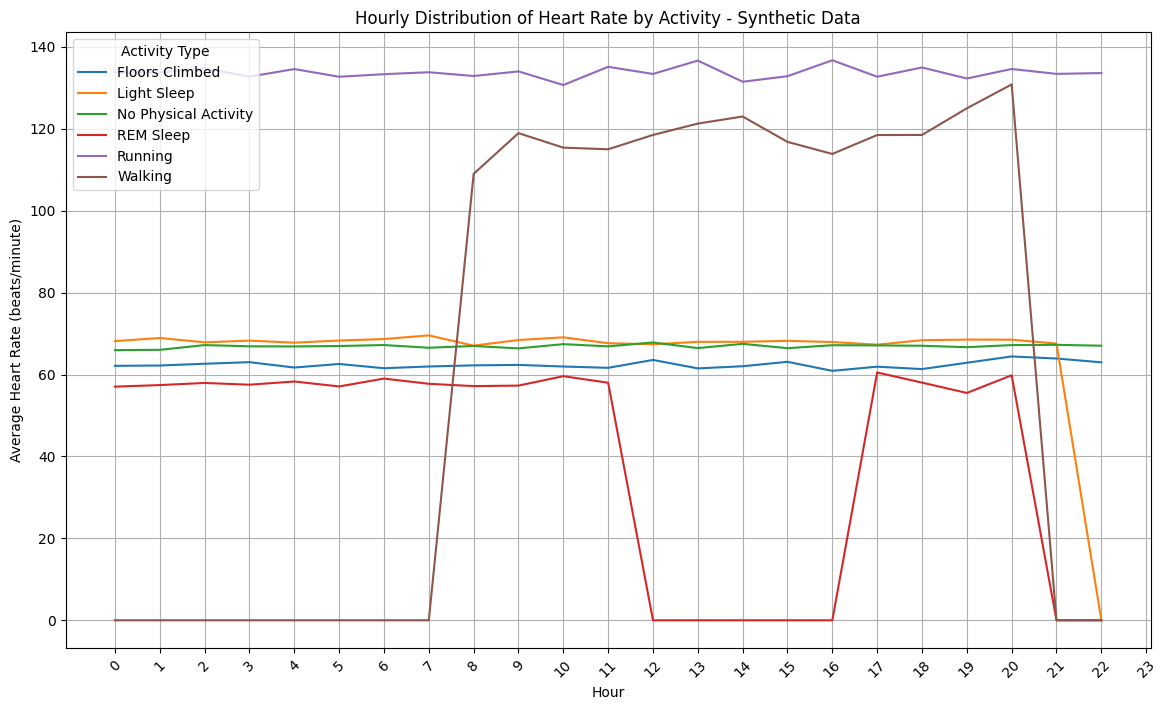 Hourly Distribution of Heart Rate by Activity - Synthetic Data
Activity Type
Floors Climbed
Light Sleep
No Physical Activity
REM Sleep
Running
Walking
Average Heart Rate (beats/minute)
140
120
100
80
60
40
20
0
0 1 2 3 4 5 6 7 8 9 10 11 12 13 14 15 16 17 18 19 20 21 22 23
Hour